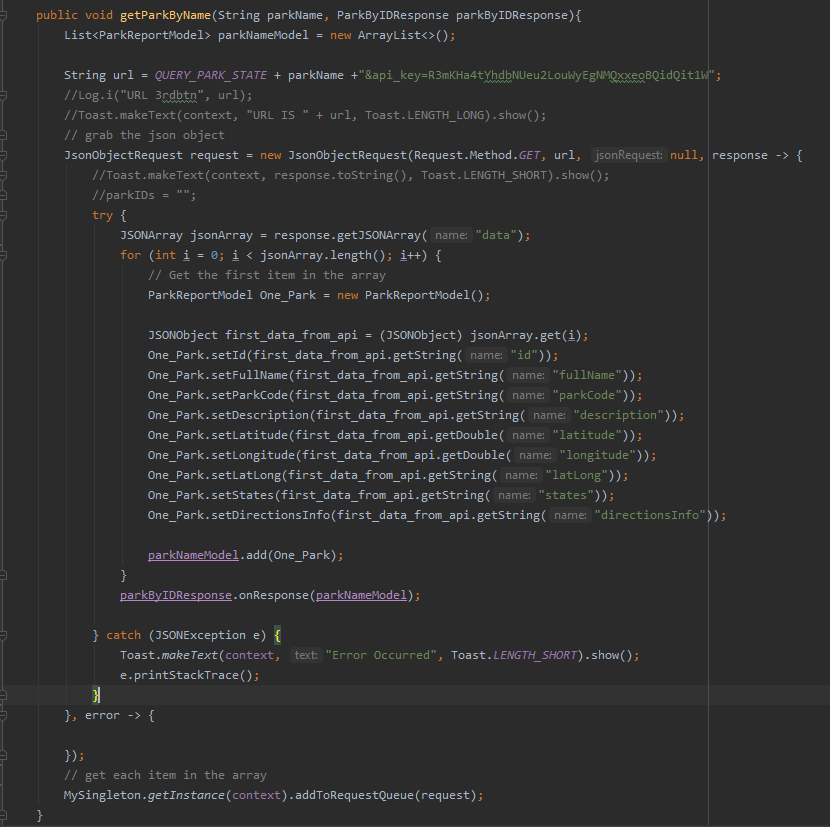 public void getParkByName(String parkName, ParkByIDResponse parkByIDResponse){
List<ParkReportModel> parkNameModel = new ArrayList<>();
String url = QUERY_PARK_STATE + parkName +"&api_key=R3mKHa4tYhdbNUeu2LouWyEgNMQxxeoBQidQit1W";
//Log.i("URL 3rdbtn", url);
//Toast.makeText(context, "URL IS " + url, Toast.LENGTH_LONG).show();
// grab the json object
JsonObjectRequest request = new JsonObjectRequest(Request.Method.GET, url, jsonRequest: null, response -> {
//Toast.makeText(context, response.toString(), Toast.LENGTH_SHORT).show();
//parkIDs = "";
try {
JSONArray jsonArray = response.getJSONArray( name: "data");
for (int i = 0; i < jsonArray.length(); i++) {
// Get the first item in the array
ParkReportModel One_Park = new ParkReportModel();
JSONObject first_data_from_api = (JSONObject) jsonArray.get(i);
One_Park.setId(first_data_from_api.getString( name: "id"));
One_Park.setFullName(first_data_from_api.getString( name: "fullName"));
One_Park.setParkCode(first_data_from_api.getString( name: "parkCode"));
One_Park.setDescription(first_data_from_api.getString( name: "description"));
One_Park.setLatitude(first_data_from_api.getDouble( name: "latitude"));
One_Park.setLongitude(first_data_from_api.getDouble( name: "longitude"));
One_Park.setLatLong(first_data_from_api.getString( name: "latLong"));
One_Park.setStates(first_data_from_api.getString( name: "states"));
One_Park.setDirectionsInfo(first_data_from_api.getString( name: "directionsInfo"));
parkNameModel.add(One_Park);
}
parkByIDResponse.onResponse(parkNameModel);
} catch (JSONException e) {
Toast.makeText(context, text: "Error Occurred", Toast.LENGTH_SHORT).show();
e.printStackTrace();
}
}, error -> {
});
// get each item in the array
MySingleton.getInstance(context).addToRequestQueue(request);
}